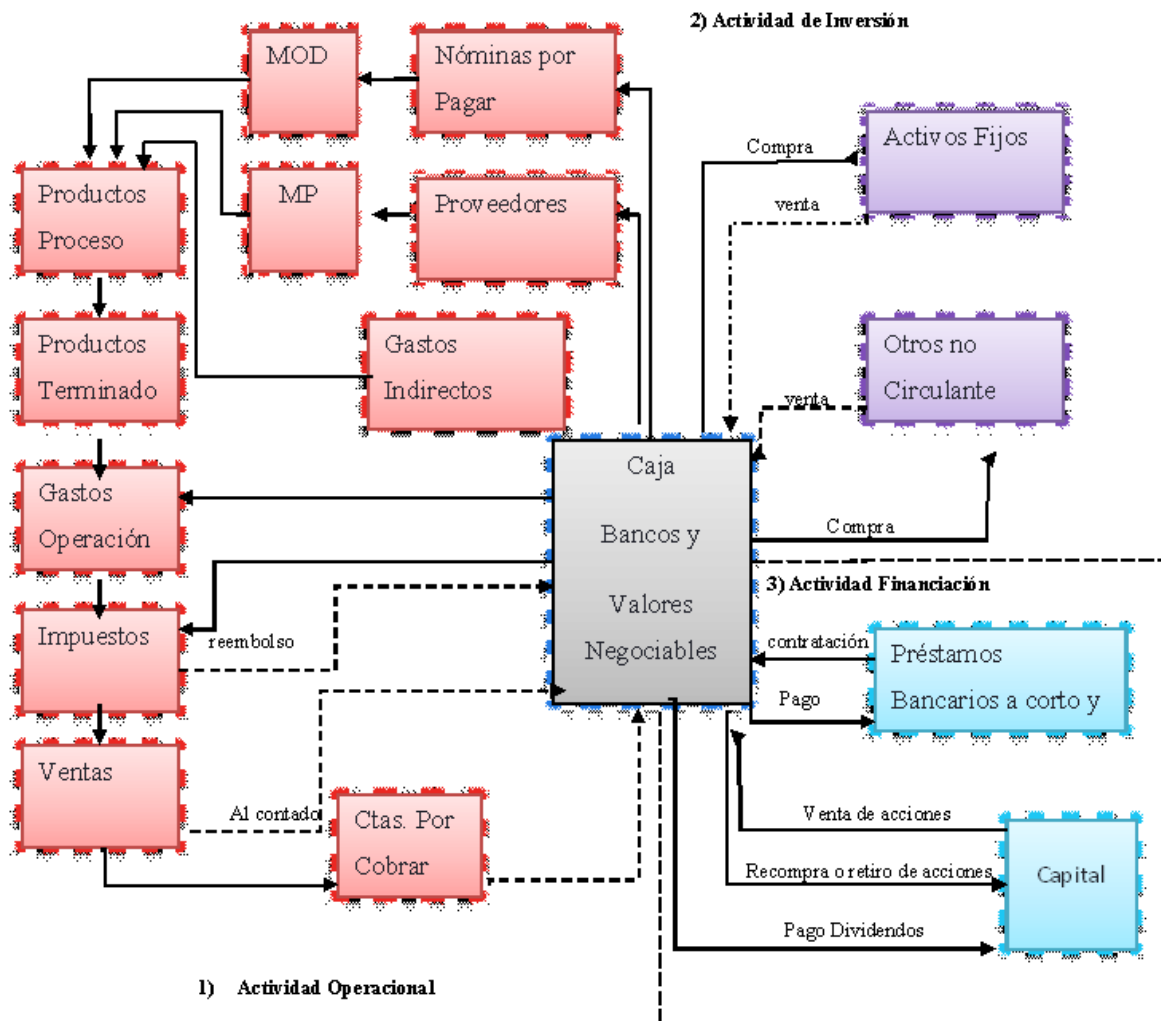 2) Actividad de Inversión
MOD
Nóminas por
Pagar
Activos Fijos
Compra
venta
Productos
Proceso
MP
Proveedores
Productos
Terminado
Gastos
Indirectos
Otros no
Circulante
venta
Caja
Bancos y
Valores
Negociables
Gastos
Operación
Compra
3) Actividad Financiación
Impuestos
reembolso
contratación
Pago
Préstamos
Bancarios a corto y
Ventas
Al contado
Ctas. Por
Cobrar
Venta de acciones
Recompra o retiro de acciones
Pago Dividendos
Capital
1) Actividad Operacional